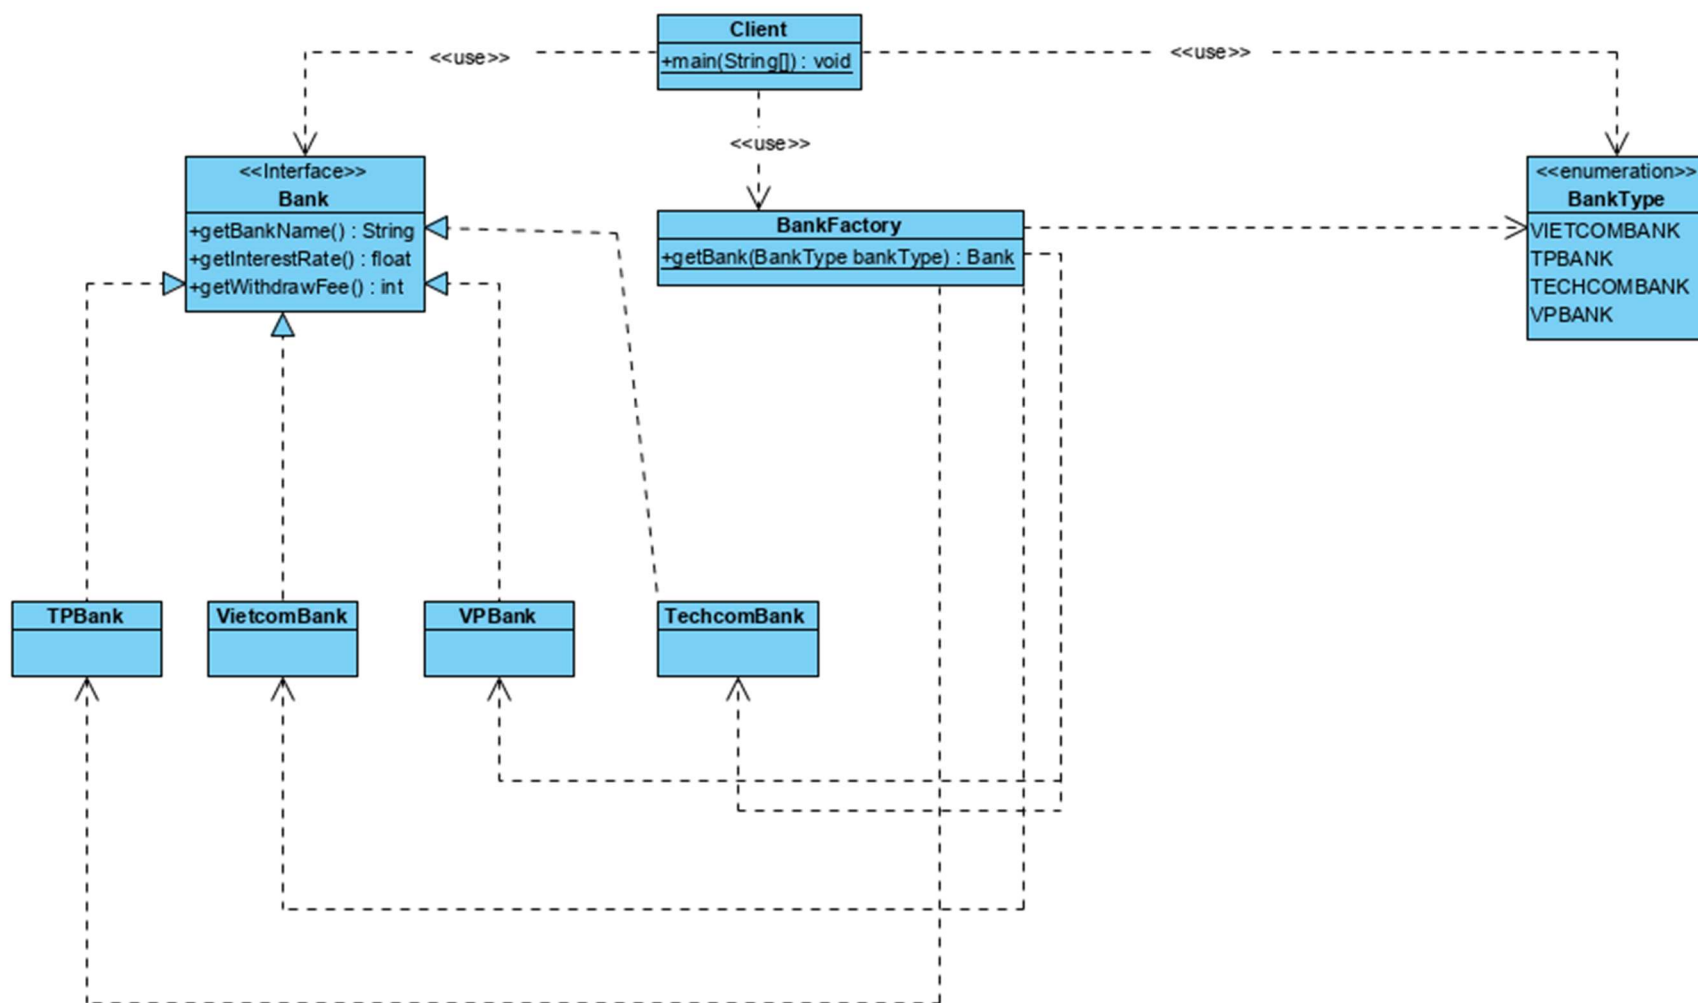 Client
+main(String[]) : void
<<use>>
<<use>>
<<use>>
<<Interface>>
Bank
+getBankName() : String
+getInterestRate() : float
+getWithdrawFee() : int
BankFactory
+getBank(BankType bankType) : Bank
<<enumeration>>
BankType
VIETCOMBANK
TPBANK
TECHCOMBANK
VPBANK
TPBank
VietcomBank
VPBank
TechcomBank